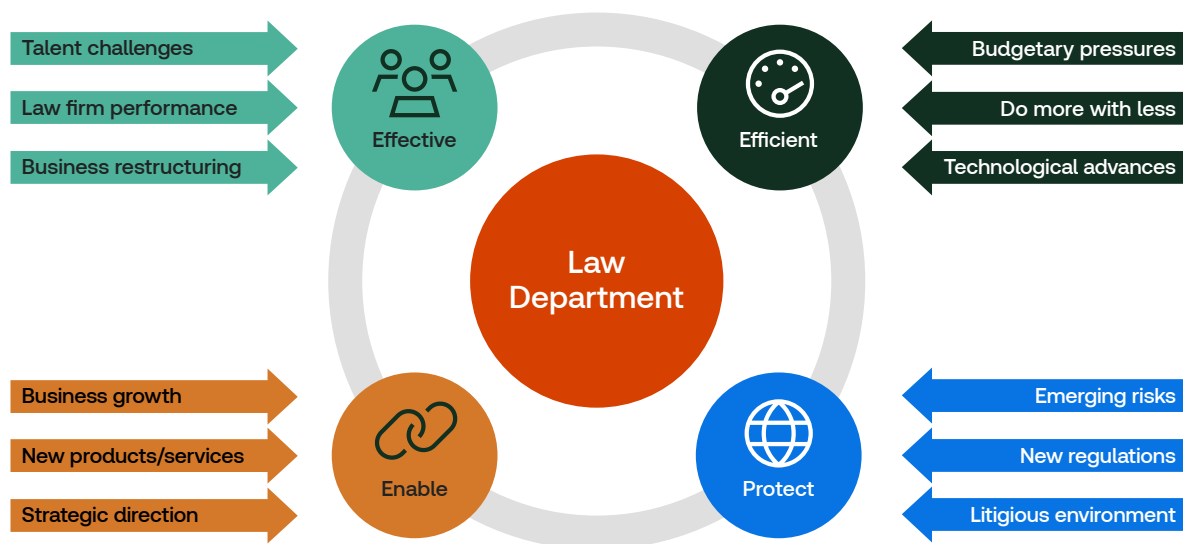 Talent challenges
Law firm performance
Business restructuring
Effective
Efficient
Budgetary pressures
Do more with less
Technological advances
Law
Department
Business growth
New products/services
Strategic direction
Enable
Protect
Emerging risks
New regulations
Litigious environment